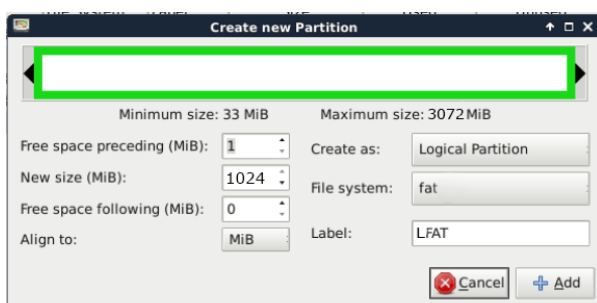 Create new Partition
Minimum size: 33 MiB Maximum size: 3072 MiB
Free space preceding (MiB): 1 Create as: Logical Partition
New size (MiB): 1024 File system: fat
Free space following (MiB): 0
Align to: MiB Label: LFAT
Cancel Add